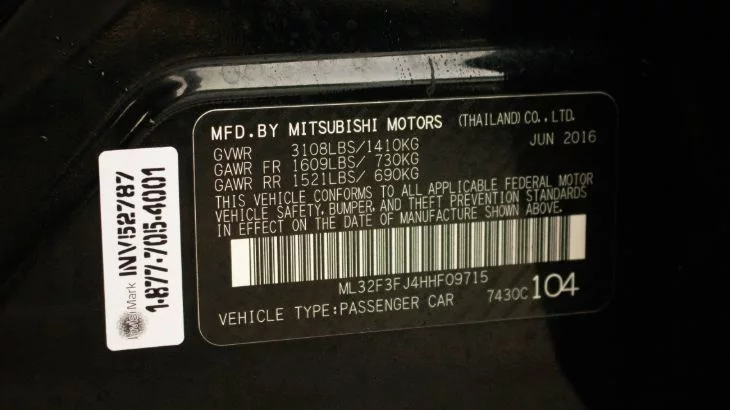 MFD.BY MITSUBISHI MOTORS (THAILAND)CO.,LTD.
JUN 2016
GVWR 3108LBS/1410KG
GAWR FR 1609LBS/ 730KG
GAWR RR 1521LBS/ 690KG
THIS VEHICLE CONFORMS TO ALL APPLICABLE FEDERAL MOTOR
VEHICLE SAFETY, BUMPER, AND THEFT PREVENTION STANDARDS
IN EFFECT ON THE DATE OF MANUFACTURE SHOWN ABOVE.
ML32F3FJ4HHF09715
VEHICLE TYPE:PASSENGER CAR 7430C 104
Mark INV52787
1-877-705-4001